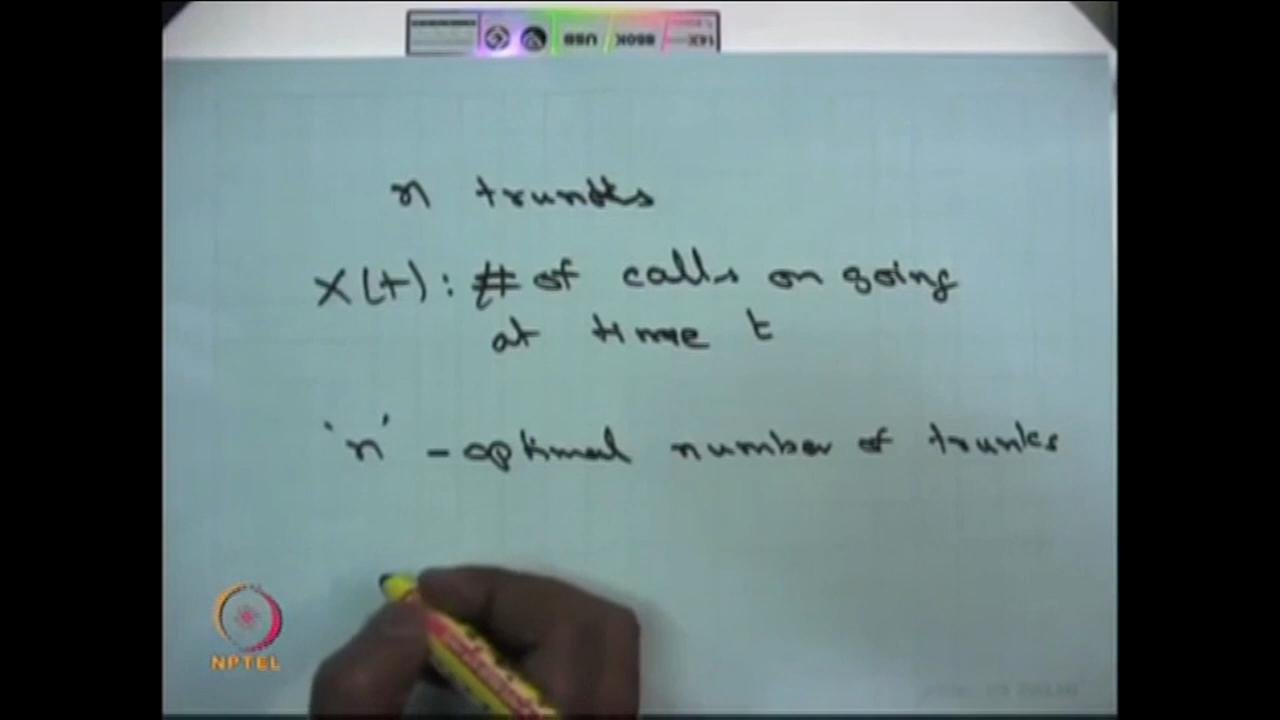 n trunks
X(t): # of calls on going
at time t
'n' - optimal number of trunks
NPTEL